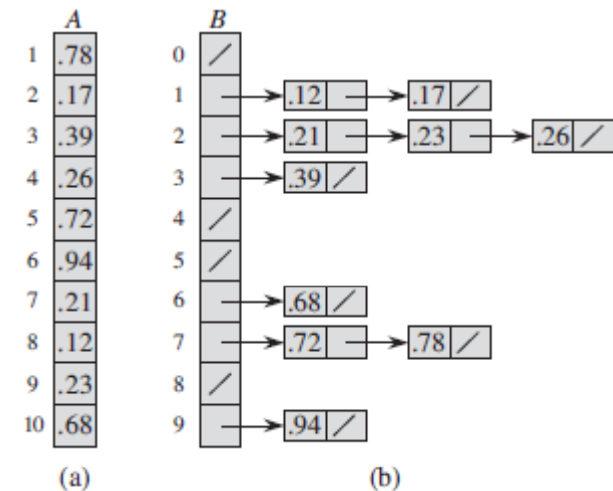 A B
1 .78 0 /
2 .17 1 .12 .17 /
3 .39 2 .21 .23 .26 /
4 .26 3 .39 /
5 .72 4 /
6 .94 5 /
7 .21 6 .68 /
8 .12 7 .72 .78 /
9 .23 8 /
10 .68 9 .94 /
(a) (b)